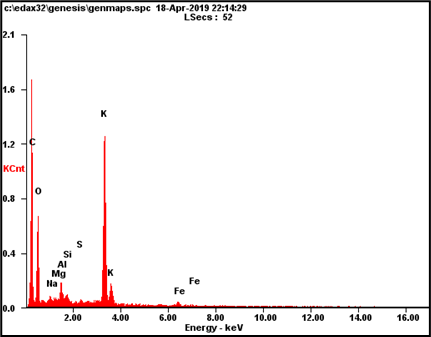 c:\edax32\genesis\genmaps.spc 18-Apr-2019 22:14:29
LSecs : 52
2.1
1.6
1.2
KCnt
0.8
0.4
0.0
C
O
Na
Mg
Al
Si
S
K
K
Fe
Fe
2.00 4.00 6.00 8.00 10.00 12.00 14.00 16.00
Energy - keV